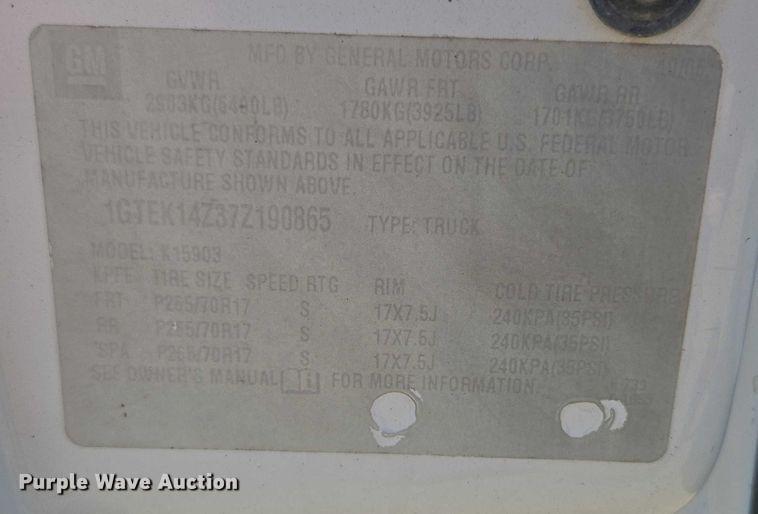 GM
MFD BY GENERAL MOTORS CORP.
GVWR GAWR FRT GAWR RR
1780KG(3925LB) 1701KG(3750LB)
THIS VEHICLE CONFORMS TO ALL APPLICABLE U.S. FEDERAL MOTOR
VEHICLE SAFETY STANDARDS IN EFFECT ON THE DATE OF
MANUFACTURE SHOWN ABOVE.
1GTEK14Z37Z190865 TYPE: TRUCK
MODEL: K15903
TIRE SIZE SPEED RTG RIM COLD TIRE PRESSURE
FRT P265/70R17 S 17X7.5J 240KPA(35PSI)
RR P265/70R17 S 17X7.5J 240KPA(35PSI)
SPA P265/70R17 S 17X7.5J 240KPA(35PSI)
SEE OWNER'S MANUAL FOR MORE INFORMATION.
Purple Wave Auction